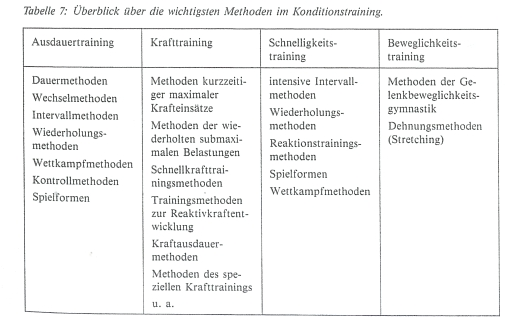 Tabelle 7: Überblick über die wichtigsten Methoden im Konditionstraining.
Ausdauertraining
Dauermethoden
Wechselmethoden
Intervallmethoden
Wiederholungs-
methoden
Wettkampfmethoden
Kontrollmethoden
Spielformen
Krafttraining
Methoden kurzzeiti-
ger maximaler
Krafteinsätze
Methoden der wie-
derholten submaxi-
malen Belastungen
Schnellkrafttrai-
ningsmethoden
Trainingsmethoden
zur Reaktivkraftent-
wicklung
Kraftausdauer-
methoden
Methoden des spe-
ziellen Krafttrainings
u. a.
Schnelligkeits-
training
intensive Intervall-
methoden
Wiederholungs-
methoden
Reaktionstrainings-
methoden
Spielformen
Wettkampfmethoden
Beweglichkeits-
training
Methoden der Ge-
lenkbeweglichkeits-
gymnastik
Dehnungsmethoden
(Stretching)